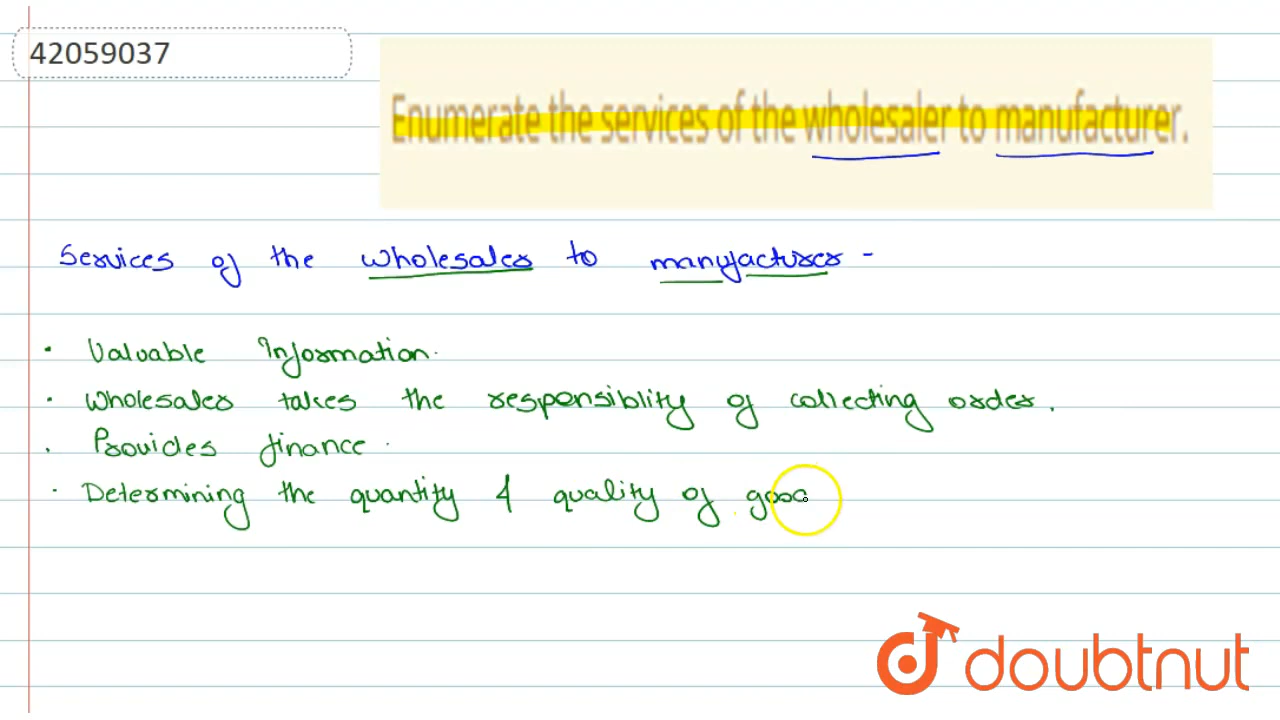 42059037
Enumerate the services of the wholesaler to manufacturer.
Services of the wholesaler to manufacturer -
· Valuable Information.
· Wholesaler takes the responsiblity of collecting order.
· Provides finance.
· Determining the quantity & quality of good
doubtnut